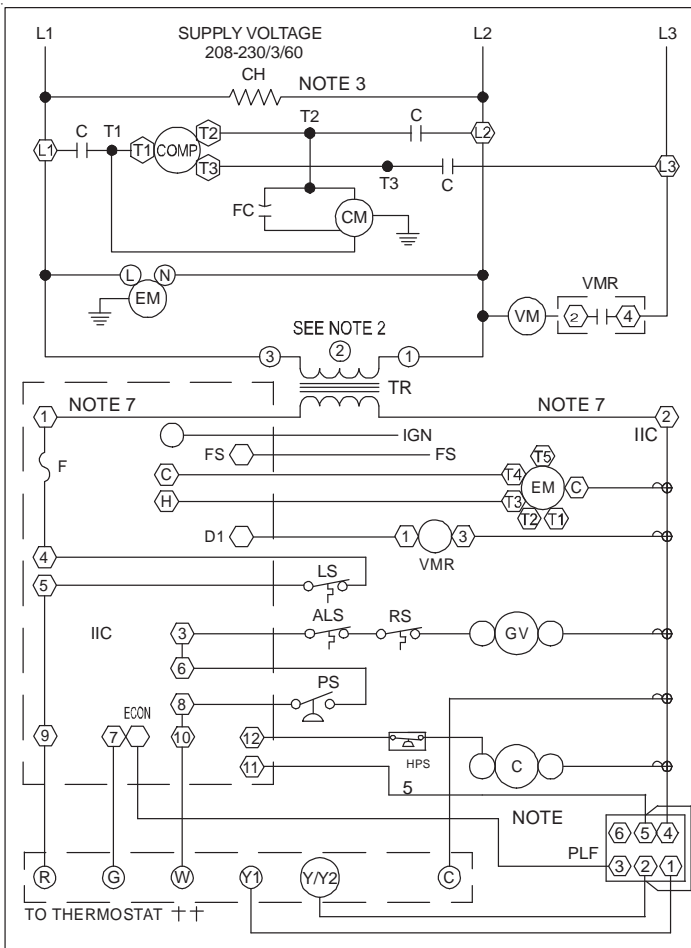 L1 SUPPLY VOLTAGE L2 L3
208-230/3/60
CH NOTE 3
T2
C T1 T2 C L2
L1 T1 COMP T3 L3
T3 C
FC CM
L N
EM VMR
VM 2 4
SEE NOTE 2
3 2 1
TR
1 NOTE 7 NOTE 7 2
IGN IIC
F FS FS T5
C T4 EM C
H T3
T2 T1
D1 1 3
VMR
4
5 LS
IIC 3 ALS RS GV
6
8 PS
9 7 ECON 10 12
HPS C
11 5
NOTE
6 5 4
PLF 3 2 1
R G W Y1 Y/Y2 C
TO THERMOSTAT ++